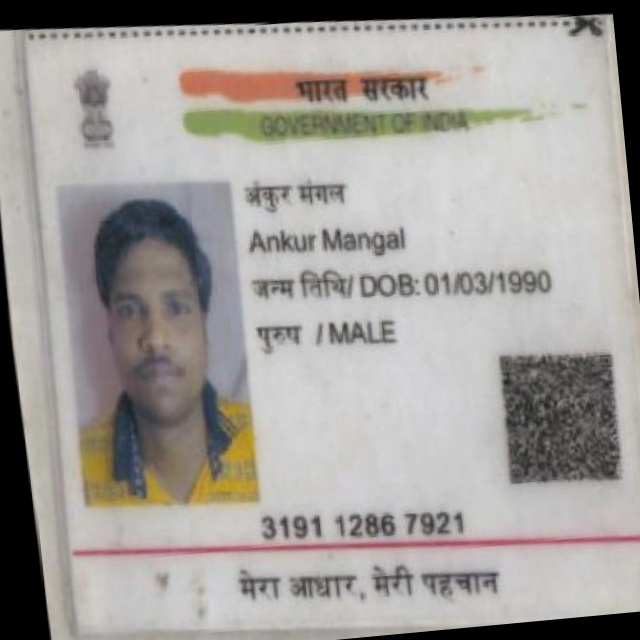 भारत सरकार
GOVERNMENT OF INDIA
अंकुर मंगल
Ankur Mangal
जन्म तिथि/ DOB: 01/03/1990
पुरुष / MALE
3191 1286 7921
मेरा आधार, मेरी पहचान